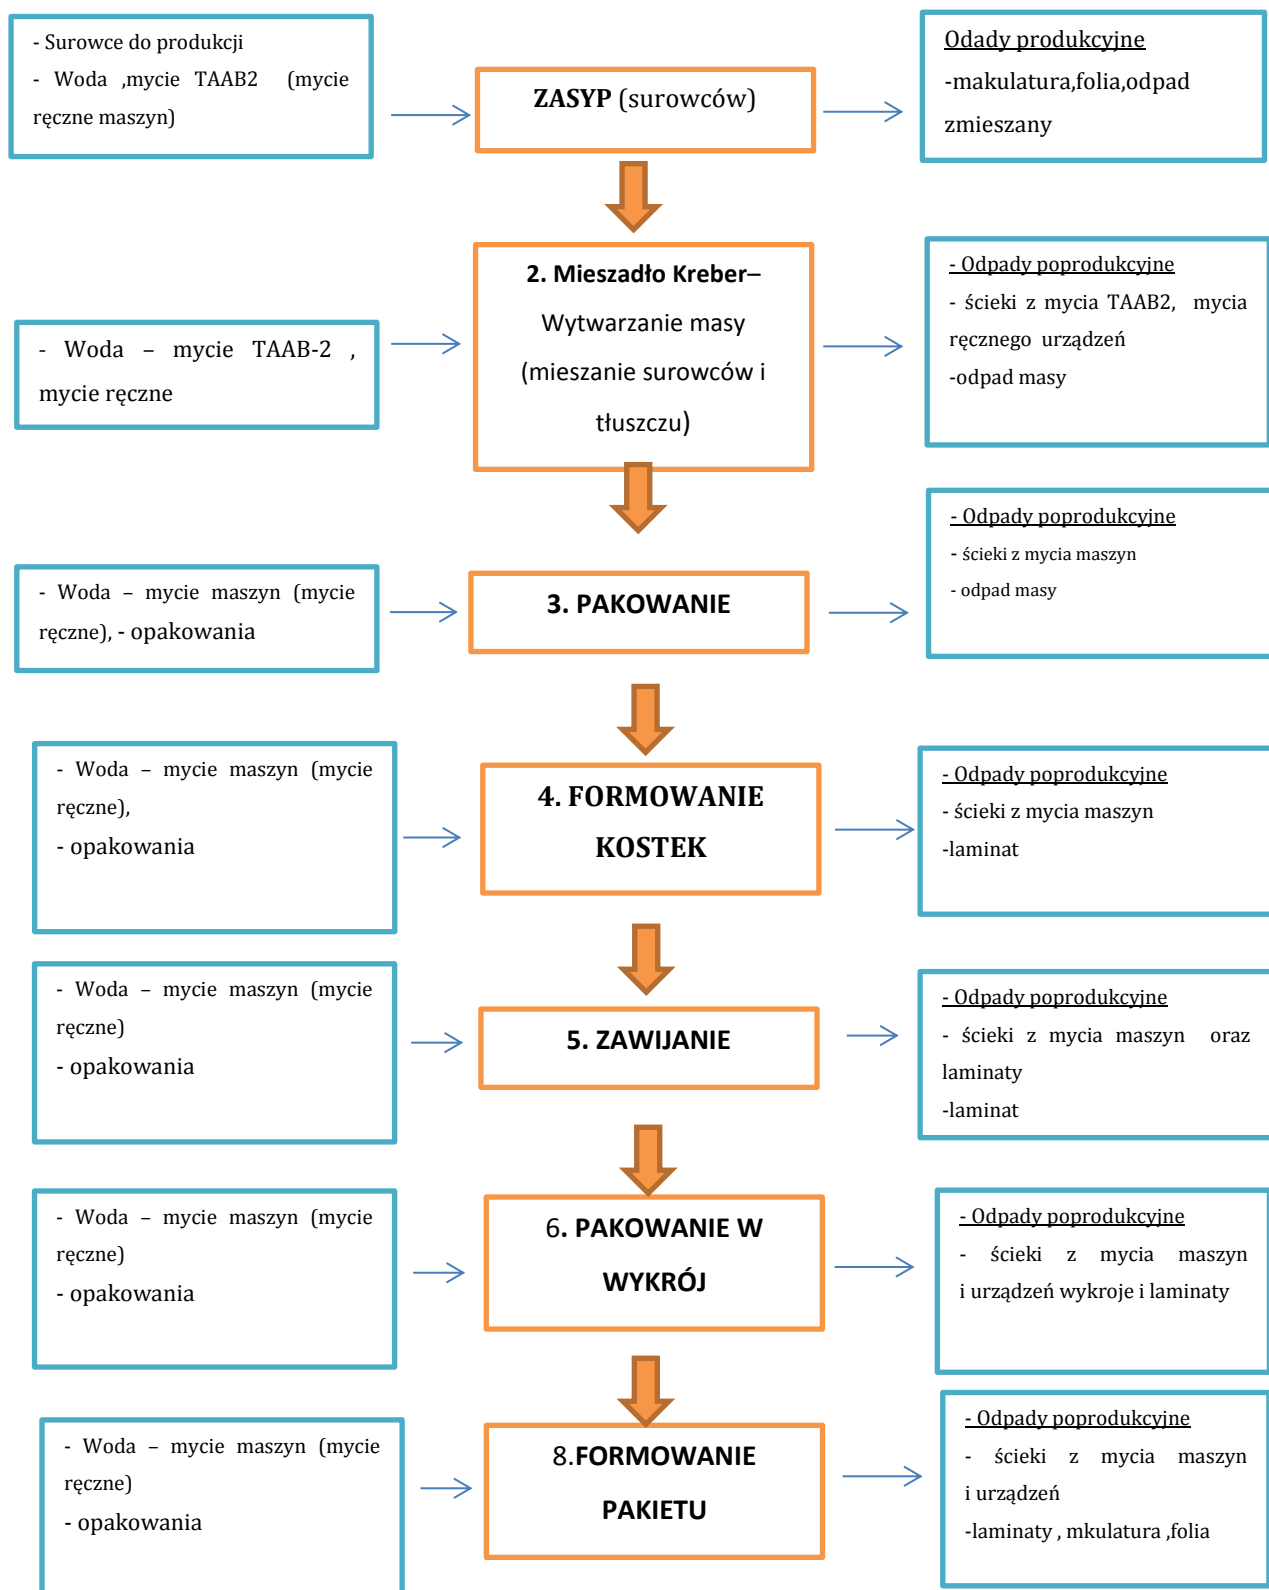 - Surowce do produkcji
- Woda ,mycie TAAB2 (mycie
ręczne maszyn)
ZASYP (surowców)
Odady produkcyjne
-makulatura,folia,odpad
zmieszany
- Woda – mycie TAAB-2 ,
mycie ręczne
2. Mieszadło Kreber–
Wytwarzanie masy
(mieszanie surowców i
tłuszczu)
- Odpady poprodukcyjne
- ścieki z mycia TAAB2, mycia
ręcznego urządzeń
-odpad masy
- Woda – mycie maszyn (mycie
ręczne), - opakowania
3. PAKOWANIE
- Odpady poprodukcyjne
- ścieki z mycia maszyn
- odpad masy
- Woda – mycie maszyn (mycie
ręczne),
- opakowania
4. FORMOWANIE
KOSTEK
- Odpady poprodukcyjne
- ścieki z mycia maszyn
-laminat
- Woda – mycie maszyn (mycie
ręczne)
- opakowania
5. ZAWIJANIE
- Odpady poprodukcyjne
- ścieki z mycia maszyn oraz
laminaty
-laminat
- Woda – mycie maszyn (mycie
ręczne)
- opakowania
6. PAKOWANIE W
WYKRÓJ
- Odpady poprodukcyjne
- ścieki z mycia maszyn
i urządzeń wykroje i laminaty
- Woda – mycie maszyn (mycie
ręczne)
- opakowania
8.FORMOWANIE
PAKIETU
- Odpady poprodukcyjne
- ścieki z mycia maszyn
i urządzeń
-laminaty , mkulatura ,folia